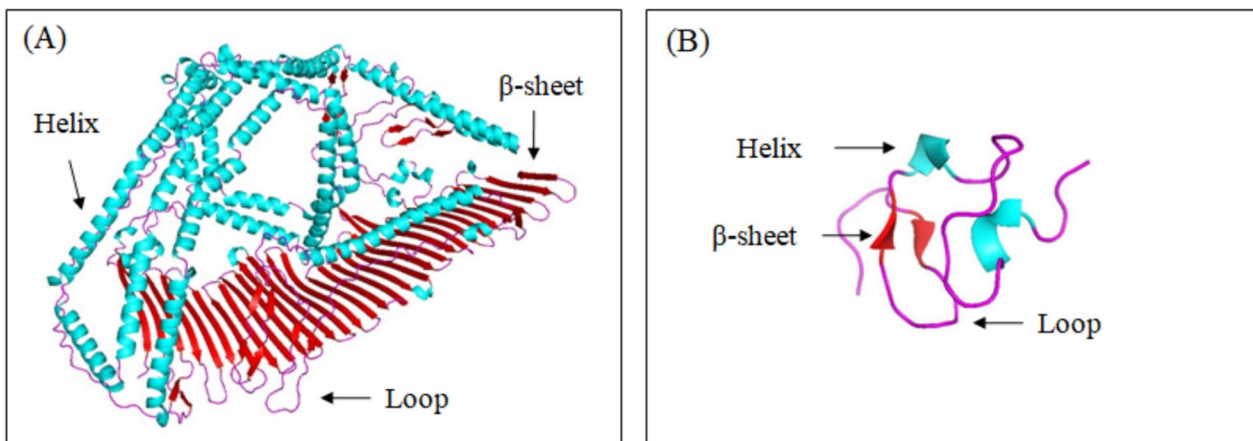 (A)
β-sheet
Helix
Loop
(B)
Helix
β-sheet
Loop